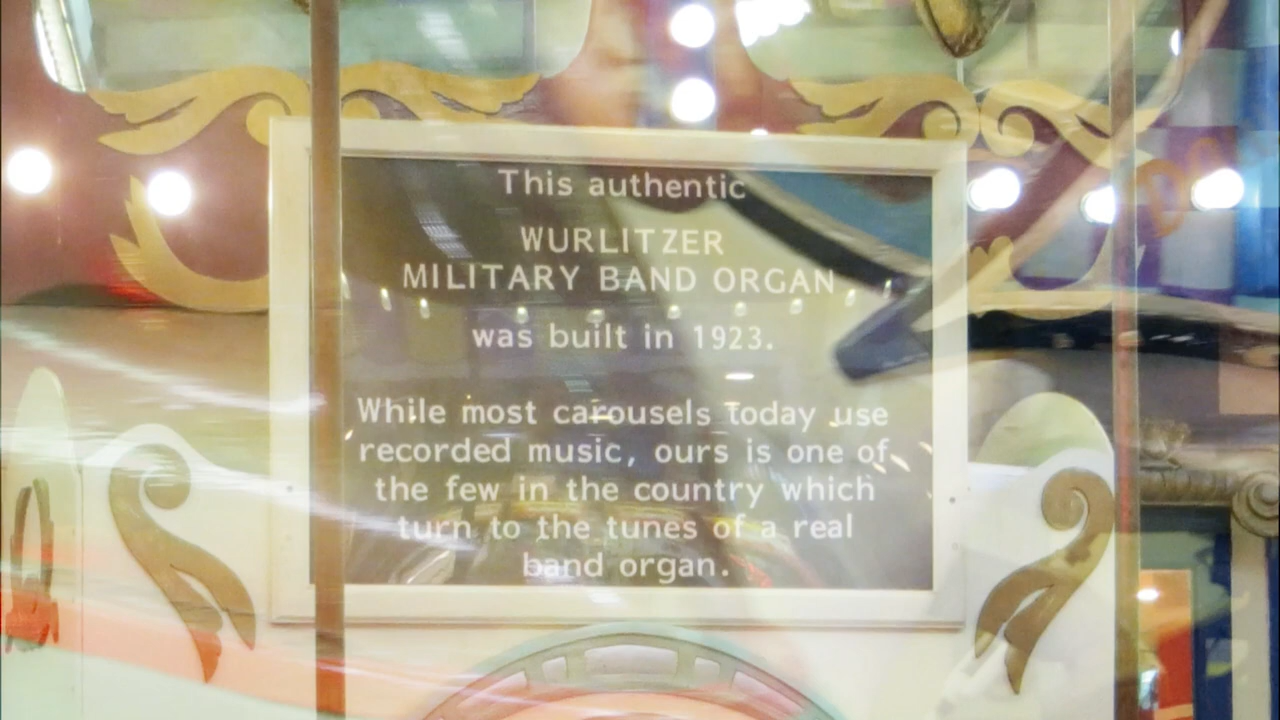 This authentic
WURLITZER
MILITARY BAND ORGAN
was built in 1923.
While most carousels today use
recorded music, ours is one of
the few in the country which
turn to the tunes of a real
band organ.